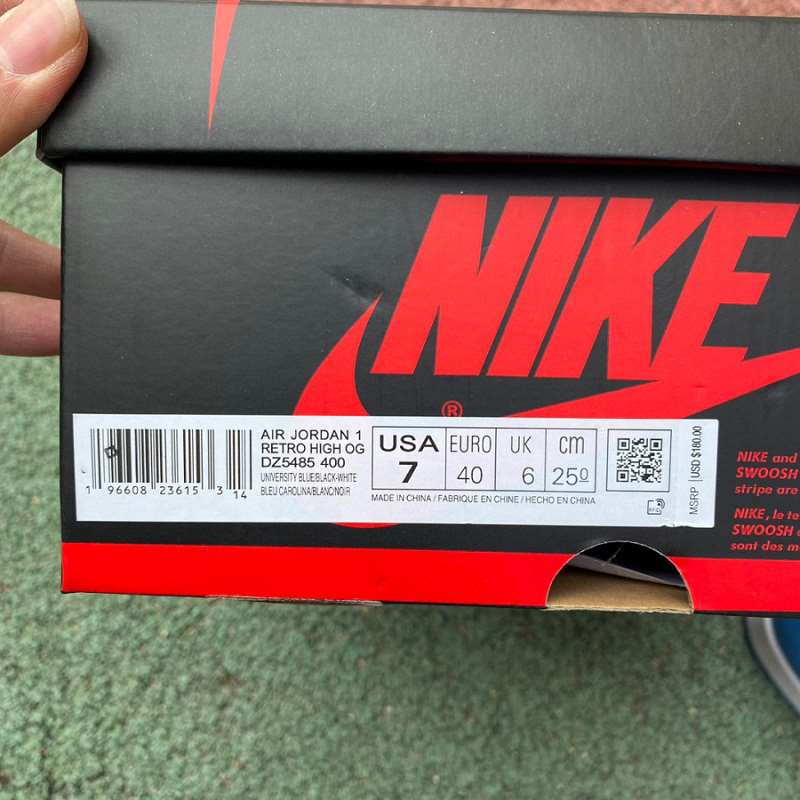 NIKE
®
AIR JORDAN 1
RETRO HIGH OG
DZ5485 400
UNIVERSITY BLUE/BLACK-WHITE
BLEU CAROLINA/BLANC/NOIR
1 96608 23615 3 14
USA EURO UK cm
7 40 6 25⁰
MADE IN CHINA / FABRIQUE EN CHINE / HECHO EN CHINA
MSRP USD $180.00
NIKE and
SWOOSH
stripe are
NIKE, le te
SWOOSH
sont des